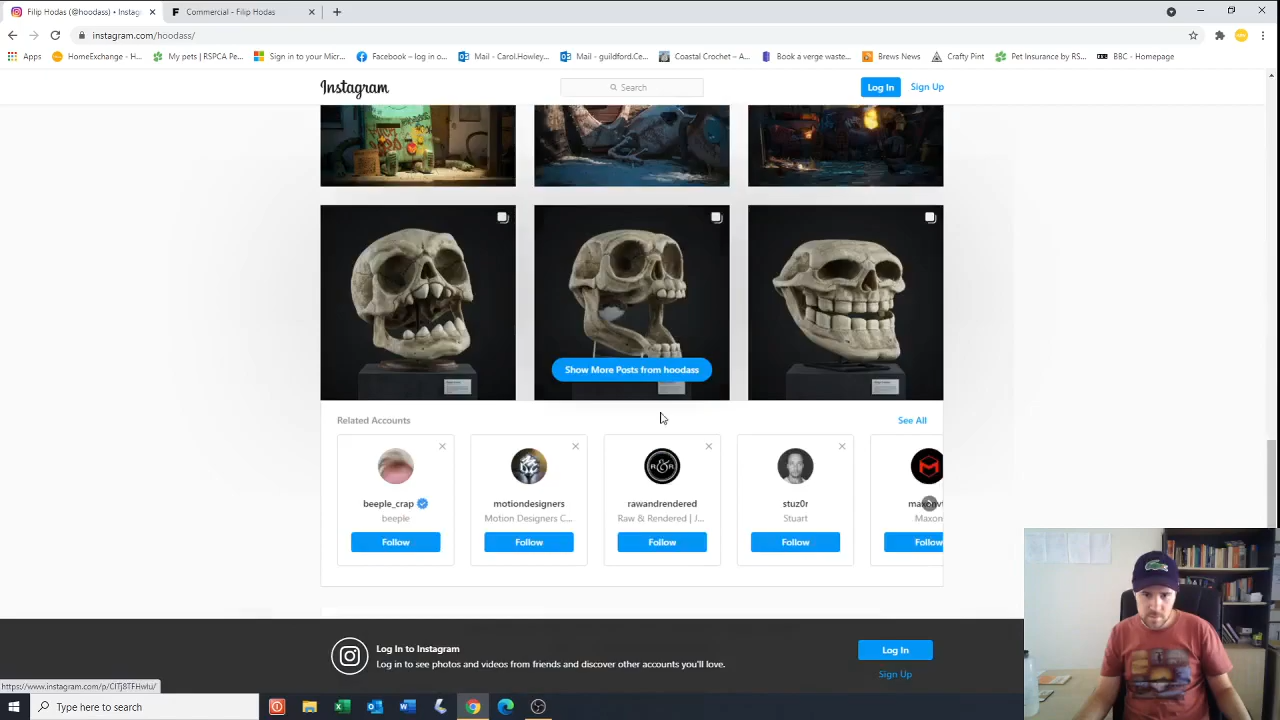 Filip Hodas (@hoodass) • Instag
Commercial - Filip Hodas
instagram.com/hoodass/
Apps
HomeExchange - H...
My pets | RSPCA Pe...
Sign in to your Micr...
Facebook – log in o...
Mail - Carol.Howley...
Mail - guildford.Ce...
Coastal Crochet – A...
Book a verge waste...
Brews News
Crafty Pint
Pet Insurance by RS...
BBC - Homepage
Instagram
Search
Log In
Sign Up
Show More Posts from hoodass
Related Accounts
See All
beeple_crap
motiondesigners
rawandrendered
stuz0r
beeple
Motion Designers C...
Raw & Rendered | J...
Stuart
Maxon
Follow
Follow
Follow
Follow
Follow
Log In to Instagram
Log in to see photos and videos from friends and discover other accounts you'll love.
Log In
Sign Up
Type here to search